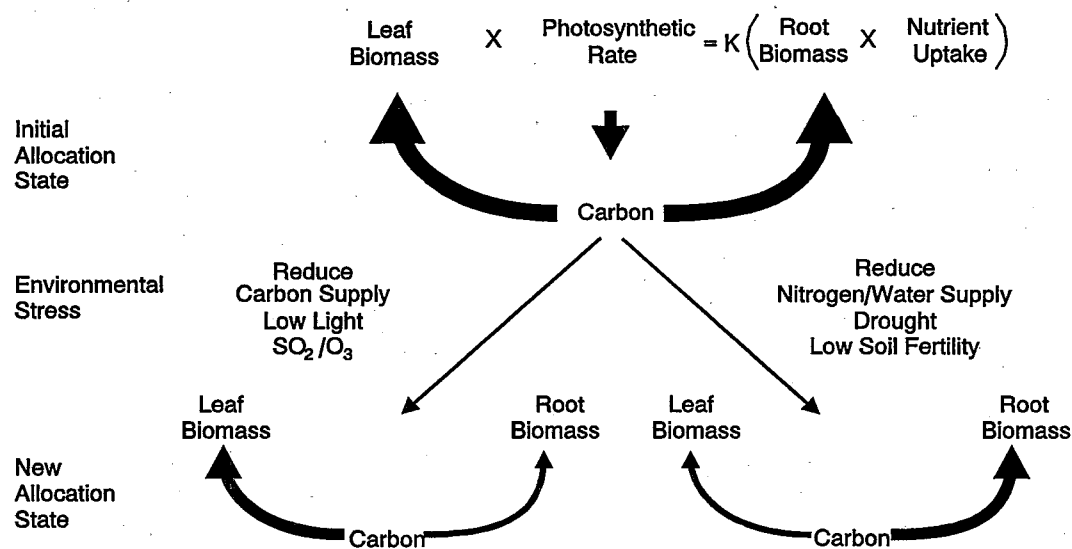 Leaf Biomass X Photosynthetic Rate = K ( Root Biomass X Nutrient Uptake )
Initial
Allocation
State
Carbon
Environmental
Stress
Reduce
Carbon Supply
Low Light
SO₂/O₃
Reduce
Nitrogen/Water Supply
Drought
Low Soil Fertility
Leaf
Biomass
Root
Biomass
Leaf
Biomass
Root
Biomass
New
Allocation
State
Carbon
Carbon